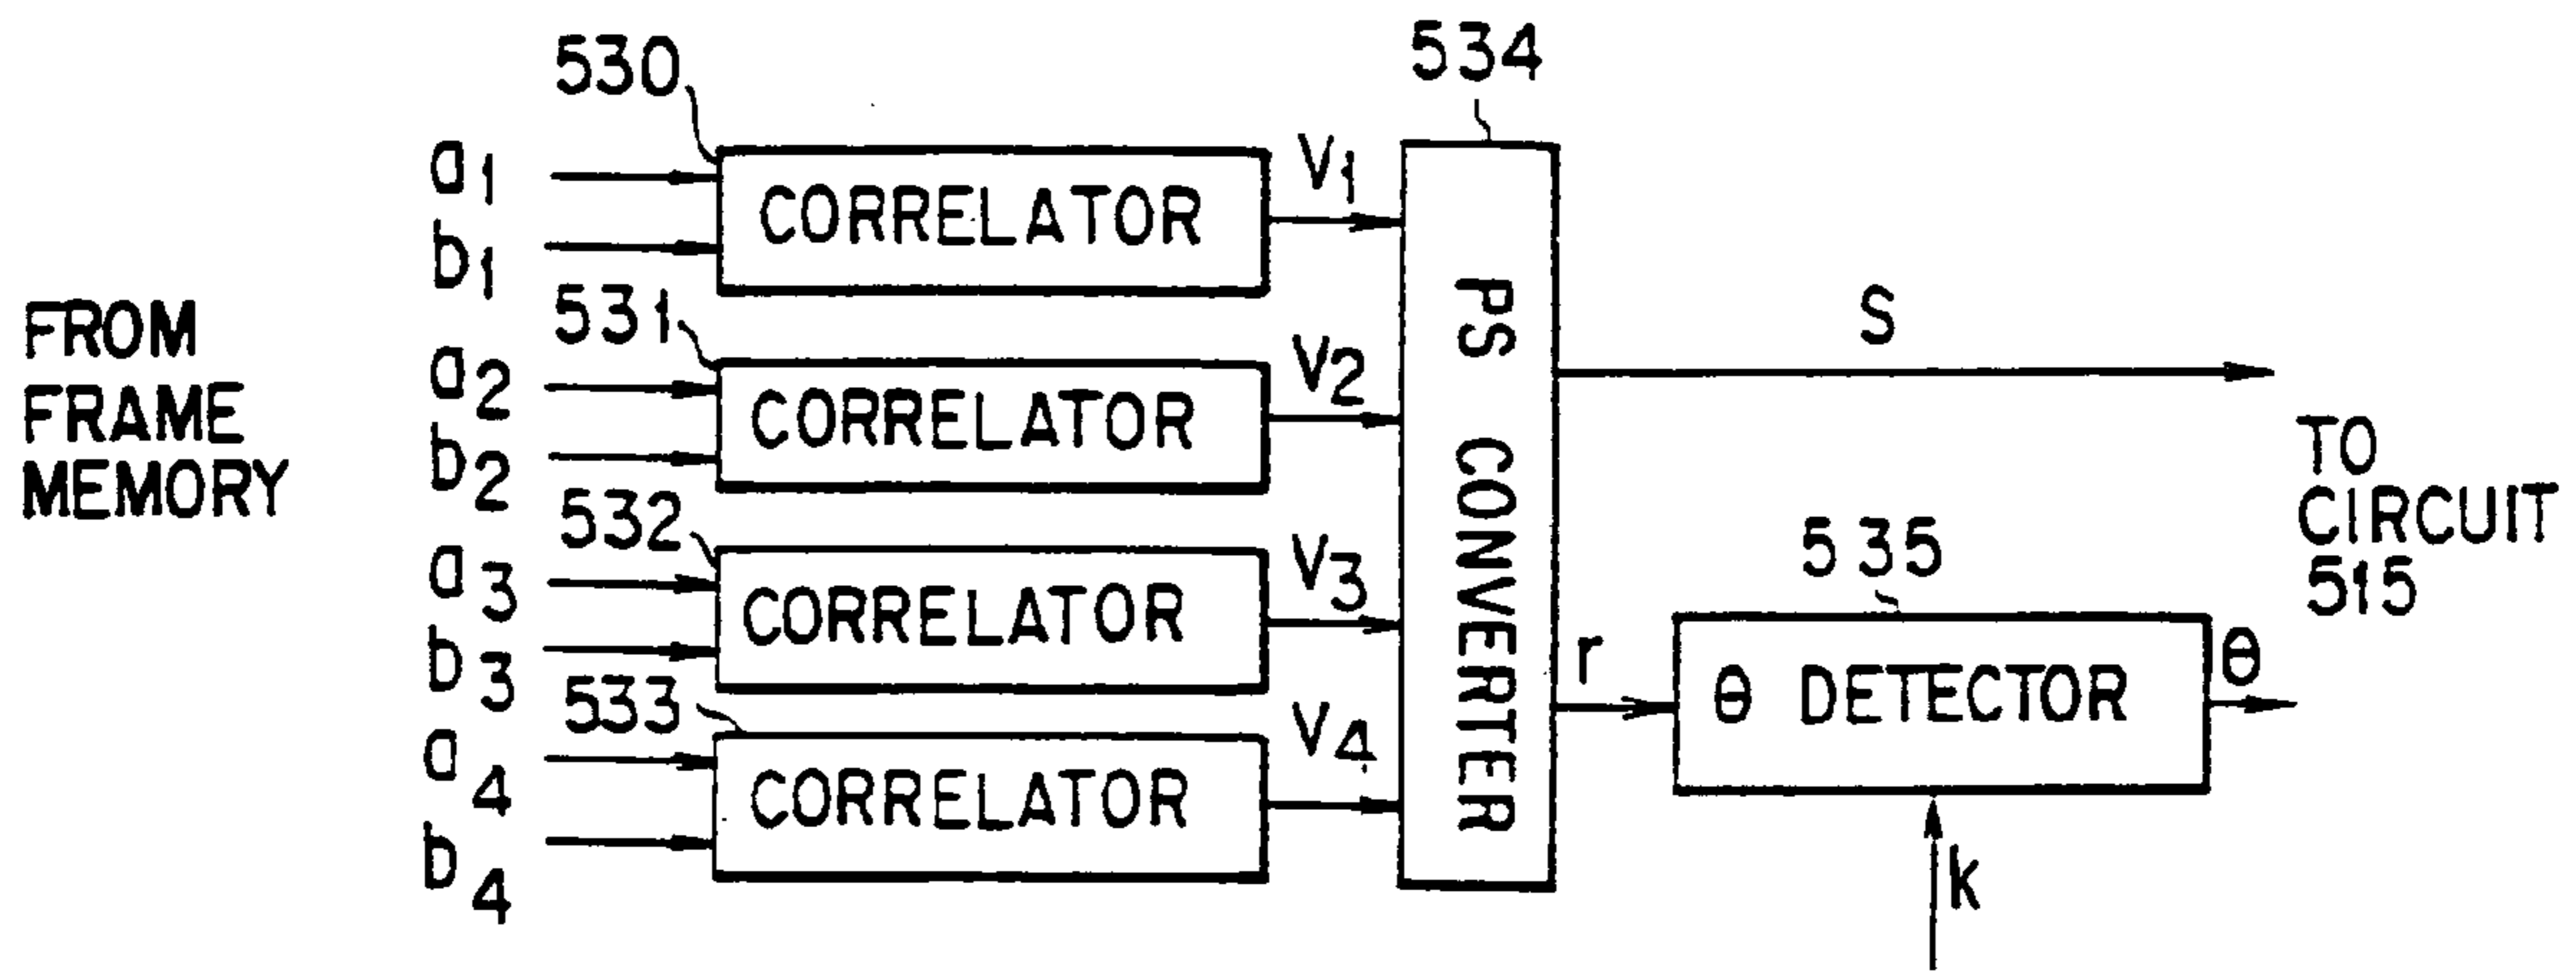 530
534
a1
b1
CORRELATOR
V1
531
FROM
FRAME
MEMORY
a2
b2
CORRELATOR
V2
PS CONVERTER
S
TO
CIRCUIT
515
532
a3
b3
CORRELATOR
V3
535
r
θ DETECTOR
θ
533
a4
b4
CORRELATOR
V4
k